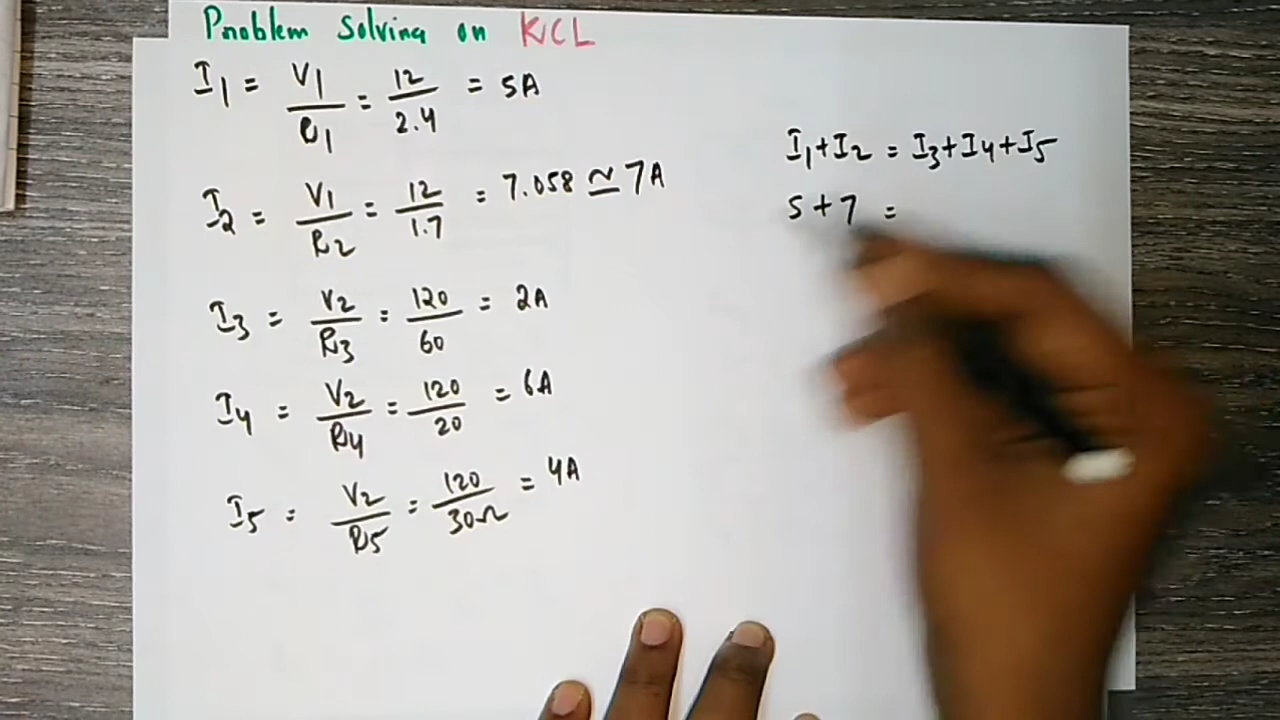 Problem Solving on KCL
I1 = V1/R1 = 12/2.4 = 5A
I2 = V1/R2 = 12/1.7 = 7.058 ≃ 7A
I3 = V2/R3 = 120/60 = 2A
I4 = V2/R4 = 120/20 = 6A
I5 = V2/R5 = 120/30Ω = 4A
I1+I2 = I3+I4+I5
5+7 =